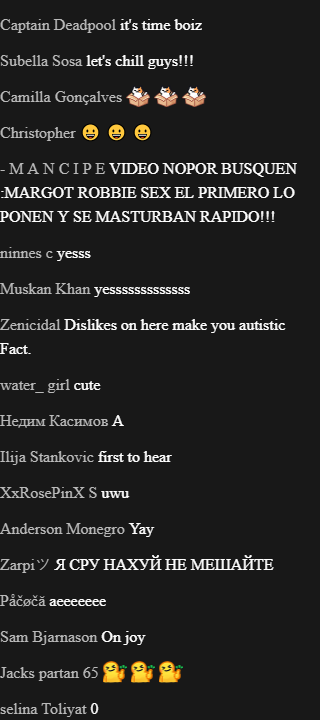 Captain Deadpool it's time boiz
Subella Sosa let's chill guys!!!
Camilla Gonçalves
Christopher 😀 😀 😀
- M A N C I P E VIDEO NOPOR BUSQUEN
:MARGOT ROBBIE SEX EL PRIMERO LO
PONEN Y SE MASTURBAN RAPIDO!!!
ninnes c yesss
Muskan Khan yesssssssssssss
Zenicidal Dislikes on here make you autistic
Fact.
water_ girl cute
Недим Касимов А
Ilija Stankovic first to hear
XxRosePinX S uwu
Anderson Monegro Yay
Zarpiツ Я СРУ НАХУЙ НЕ МЕШАЙТЕ
Påčøčă aeeeeeee
Sam Bjarnason On joy
Jacks partan 65
selina Toliyat 0